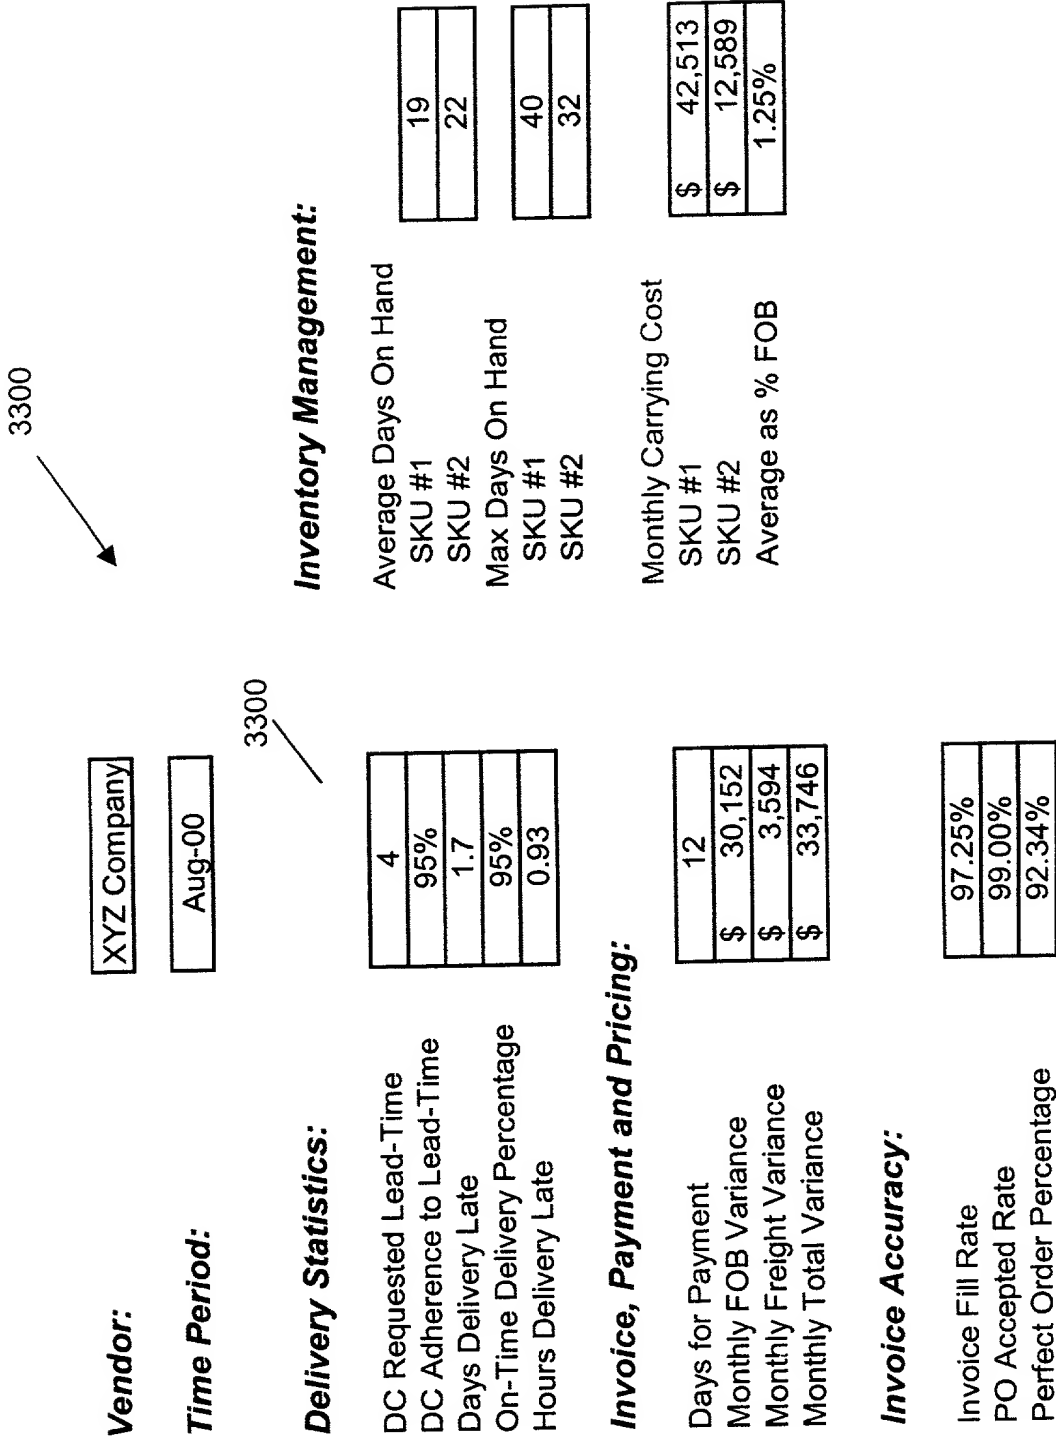 3300
Vendor: XYZ Company
Time Period: Aug-00
3300
Delivery Statistics:
DC Requested Lead-Time 4
DC Adherence to Lead-Time 95%
Days Delivery Late 1.7
On-Time Delivery Percentage 95%
Hours Delivery Late 0.93
Invoice, Payment and Pricing:
Days for Payment 12
Monthly FOB Variance $ 30,152
Monthly Freight Variance $ 3,594
Monthly Total Variance $ 33,746
Invoice Accuracy:
Invoice Fill Rate 97.25%
PO Accepted Rate 99.00%
Perfect Order Percentage 92.34%
Inventory Management:
Average Days On Hand
SKU #1 19
SKU #2 22
Max Days On Hand
SKU #1 40
SKU #2 32
Monthly Carrying Cost
SKU #1 $ 42,513
SKU #2 $ 12,589
Average as % FOB 1.25%